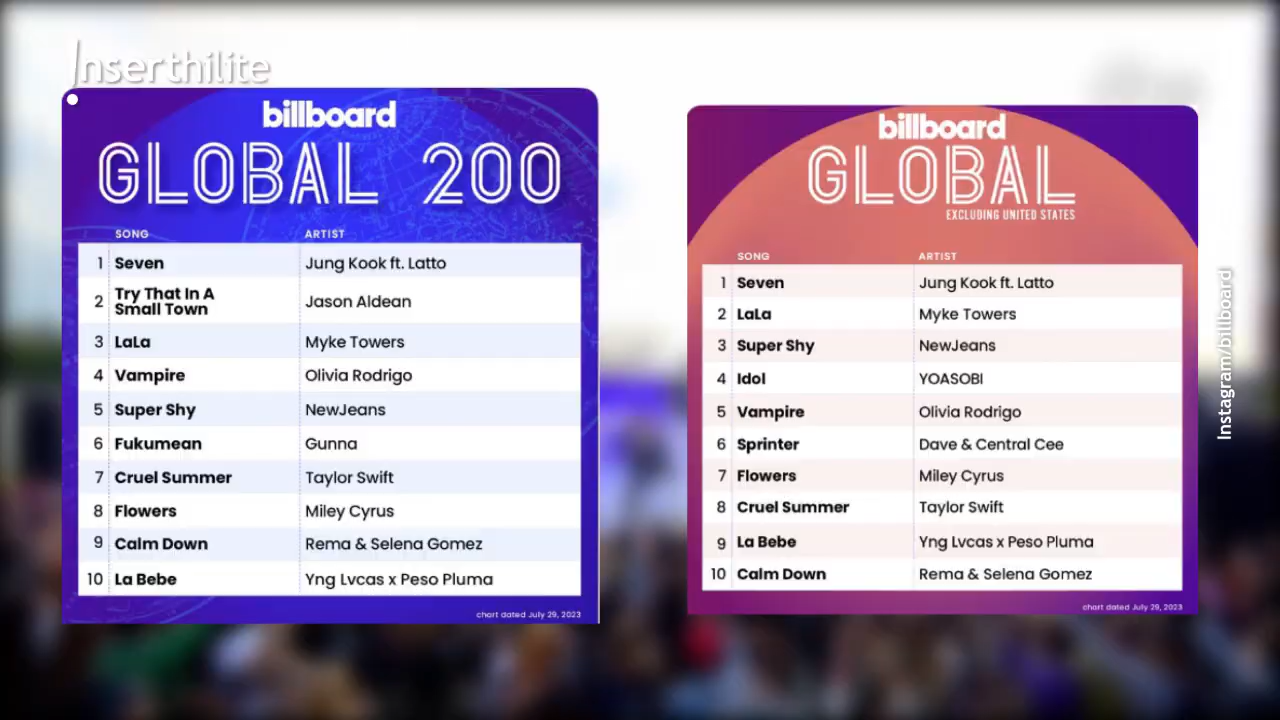 Inserthilite
billboard
GLOBAL 200
SONG ARTIST
1 Seven Jung Kook ft. Latto
2 Try That In A
Small Town Jason Aldean
3 LaLa Myke Towers
4 Vampire Olivia Rodrigo
5 Super Shy NewJeans
6 Fukumean Gunna
7 Cruel Summer Taylor Swift
8 Flowers Miley Cyrus
9 Calm Down Rema & Selena Gomez
10 La Bebe Yng Lvcas x Peso Pluma
chart dated July 29, 2023
billboard
GLOBAL
EXCLUDING UNITED STATES
SONG ARTIST
1 Seven Jung Kook ft. Latto
2 LaLa Myke Towers
3 Super Shy NewJeans
4 Idol YOASOBI
5 Vampire Olivia Rodrigo
6 Sprinter Dave & Central Cee
7 Flowers Miley Cyrus
8 Cruel Summer Taylor Swift
9 La Bebe Yng Lvcas x Peso Pluma
10 Calm Down Rema & Selena Gomez
chart dated July 29, 2023
Instagram/billboard